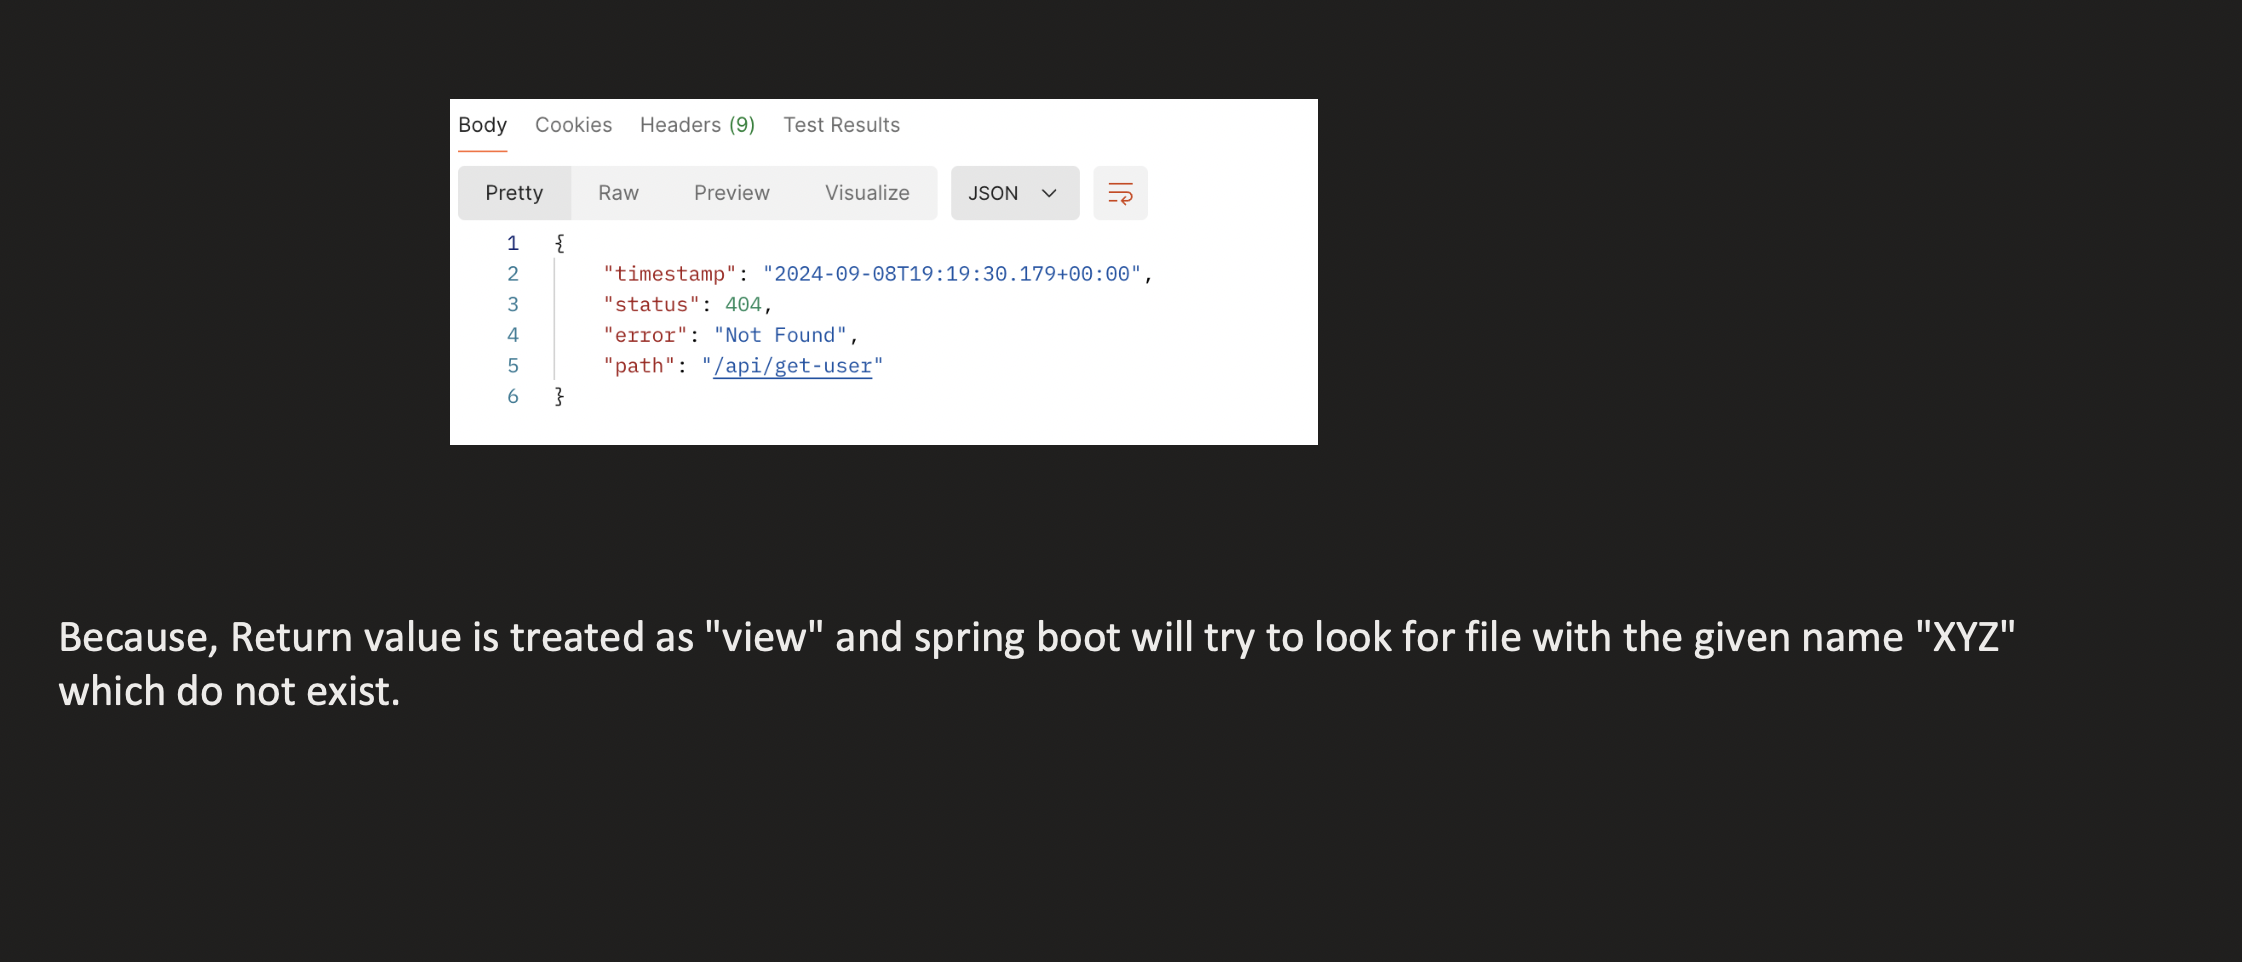 Body Cookies Headers (9) Test Results
Pretty Raw Preview Visualize JSON
1 {
2 "timestamp": "2024-09-08T19:19:30.179+00:00",
3 "status": 404,
4 "error": "Not Found",
5 "path": "/api/get-user"
6 }
Because, Return value is treated as "view" and spring boot will try to look for file with the given name "XYZ"
which do not exist.